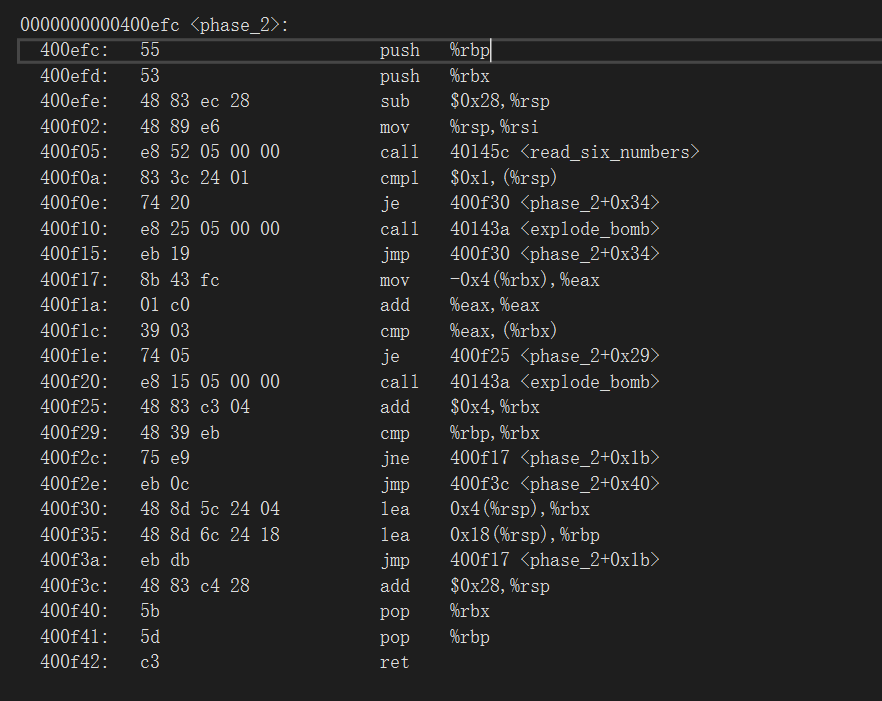 0000000000400efc <phase_2>:
400efc: 55 push %rbp
400efd: 53 push %rbx
400efe: 48 83 ec 28 sub $0x28,%rsp
400f02: 48 89 e6 mov %rsp,%rsi
400f05: e8 52 05 00 00 call 40145c <read_six_numbers>
400f0a: 83 3c 24 01 cmpl $0x1,(%rsp)
400f0e: 74 20 je 400f30 <phase_2+0x34>
400f10: e8 25 05 00 00 call 40143a <explode_bomb>
400f15: eb 19 jmp 400f30 <phase_2+0x34>
400f17: 8b 43 fc mov -0x4(%rbx),%eax
400f1a: 01 c0 add %eax,%eax
400f1c: 39 03 cmp %eax,(%rbx)
400f1e: 74 05 je 400f25 <phase_2+0x29>
400f20: e8 15 05 00 00 call 40143a <explode_bomb>
400f25: 48 83 c3 04 add $0x4,%rbx
400f29: 48 39 eb cmp %rbp,%rbx
400f2c: 75 e9 jne 400f17 <phase_2+0x1b>
400f2e: eb 0c jmp 400f3c <phase_2+0x40>
400f30: 48 8d 5c 24 04 lea 0x4(%rsp),%rbx
400f35: 48 8d 6c 24 18 lea 0x18(%rsp),%rbp
400f3a: eb db jmp 400f17 <phase_2+0x1b>
400f3c: 48 83 c4 28 add $0x28,%rsp
400f40: 5b pop %rbx
400f41: 5d pop %rbp
400f42: c3 ret